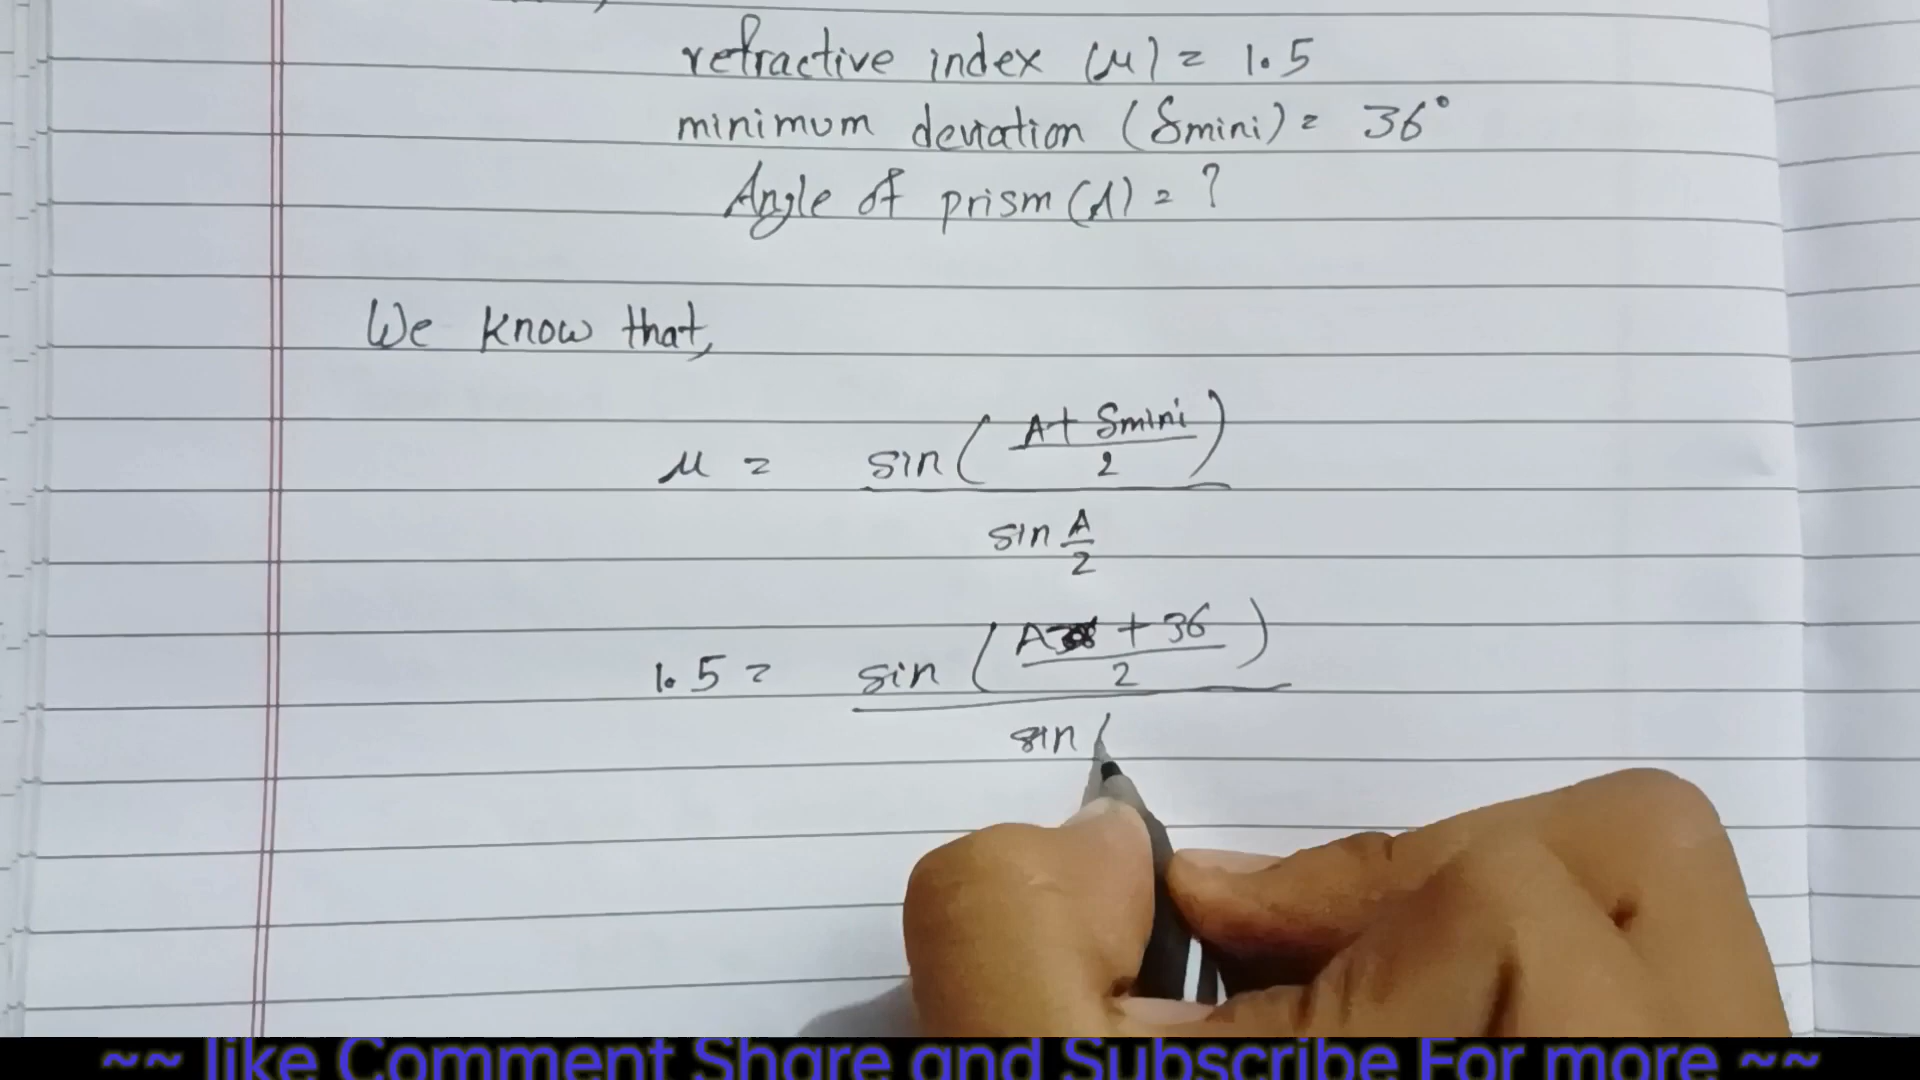 refractive index (μ) = 1.5
minimum deviation (δmini) = 36°
Angle of prism (A) = ?
We know that,
μ = sin( A + δmini / 2 ) / sin A/2
1.5 = sin ( A + 36 / 2 ) / sin (
~~ like Comment Share and Subscribe For more ~~